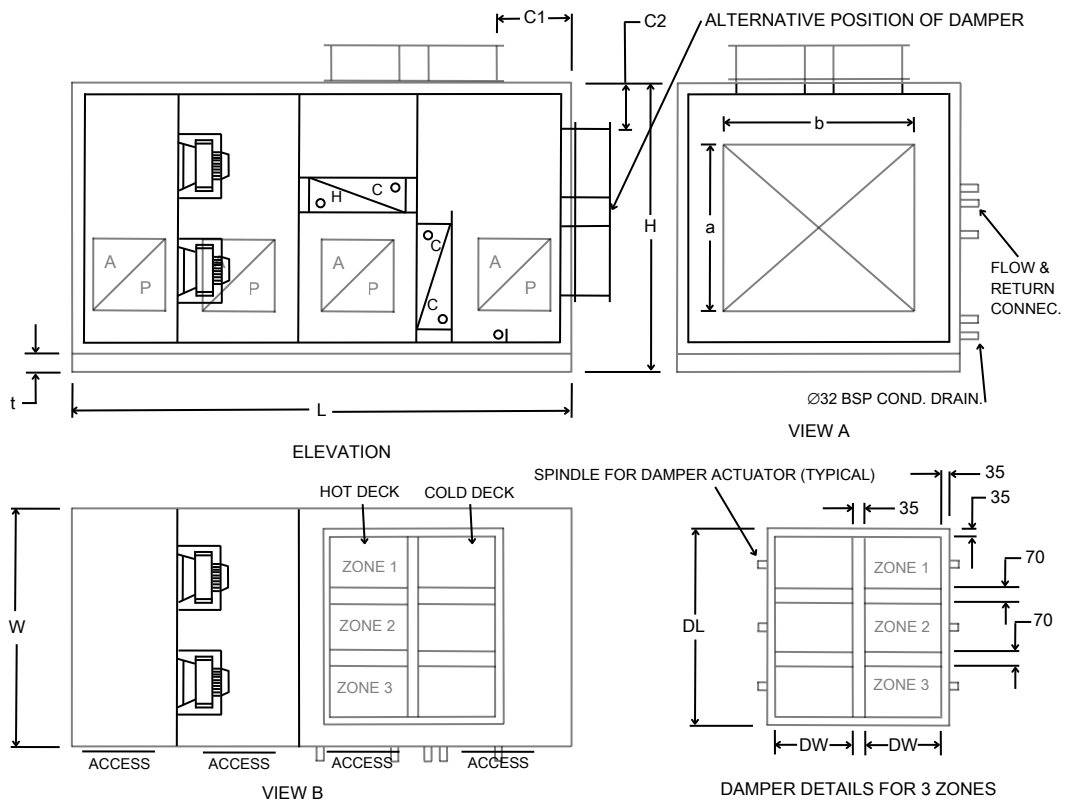 C1
C2
ALTERNATIVE POSITION OF DAMPER
b
H
C
H
a
A
P
P
A
P
C
C
A
P
FLOW &
RETURN
CONNEC.
t
L
Ø32 BSP COND. DRAIN.
VIEW A
ELEVATION
SPINDLE FOR DAMPER ACTUATOR (TYPICAL)
35
HOT DECK
COLD DECK
35
35
ZONE 1
ZONE 1
70
W
ZONE 2
DL
ZONE 2
70
ZONE 3
ZONE 3
DW
DW
ACCESS
ACCESS
ACCESS
ACCESS
VIEW B
DAMPER DETAILS FOR 3 ZONES